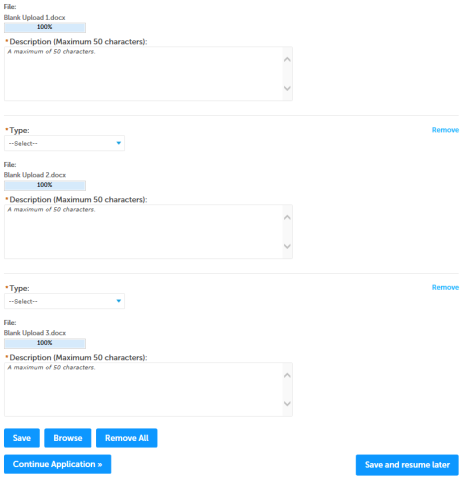 File:
Blank Upload 1.docx
100%
*Description (Maximum 50 characters):
A maximum of 50 characters.
*Type:
Remove
--Select--
File:
Blank Upload 2.docx
100%
*Description (Maximum 50 characters):
A maximum of 50 characters.
*Type:
Remove
--Select--
File:
Blank Upload 3.docx
100%
*Description (Maximum 50 characters):
A maximum of 50 characters.
Save Browse Remove All
Continue Application » Save and resume later